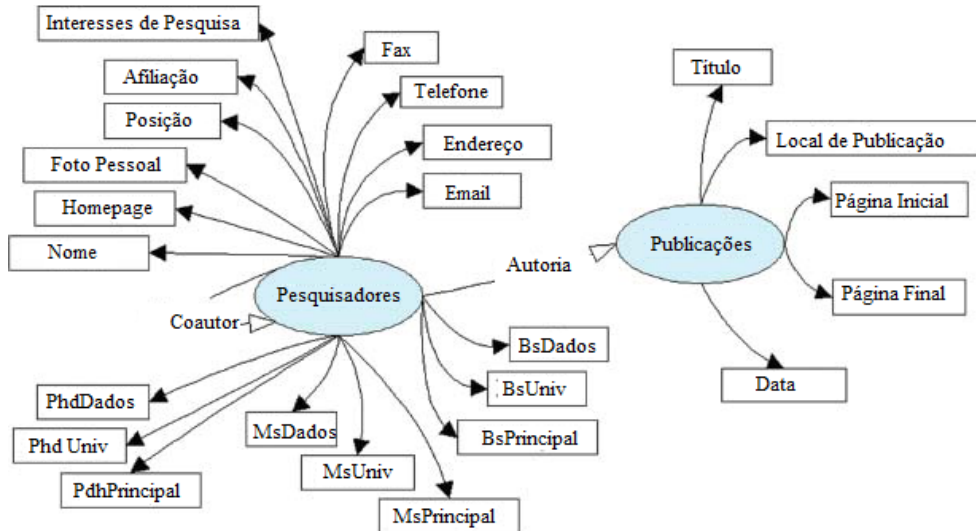 Interesses de Pesquisa
Fax
Afiliação
Telefone
Posição
Endereço
Foto Pessoal
Email
Homepage
Nome
Pesquisadores
Coautor
Autoria
PhdDados
Phd Univ
PdhPrincipal
MsDados
MsUniv
MsPrincipal
BsDados
BsUniv
BsPrincipal
Titulo
Local de Publicação
Página Inicial
Publicações
Página Final
Data